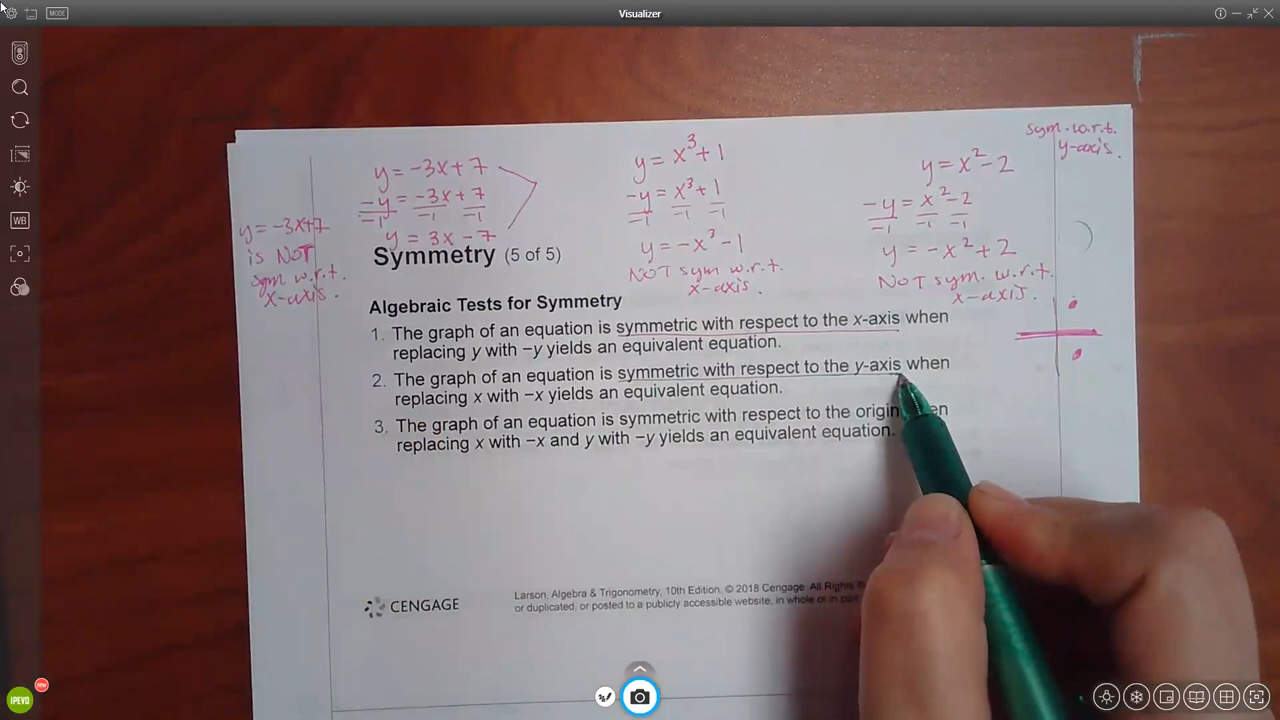 MODE
Visualizer
y = -3x + 7
-y = -3x + 7
-1 -1 -1
y = 3x - 7
y = -3x+7
is NOT
sym w.r.t.
x-axis.
y = x³ + 1
-y = x³ + 1
-1 -1 -1
y = -x³ - 1
NOT sym w.r.t.
x-axis.
y = x² - 2
-y = x² - 2
-1 -1 -1
y = -x² + 2
NOT sym. w.r.t.
x-axis.
sym. w.r.t.
y-axis.
Symmetry (5 of 5)
Algebraic Tests for Symmetry
1. The graph of an equation is symmetric with respect to the x-axis when
replacing y with −y yields an equivalent equation.
2. The graph of an equation is symmetric with respect to the y-axis when
replacing x with −x yields an equivalent equation.
3. The graph of an equation is symmetric with respect to the origin
replacing x with −x and y with −y yields an equivalent equation.
CENGAGE
Larson, Algebra & Trigonometry, 10th Edition. © 2018 Cengage. All Rights
or duplicated, or posted to a publicly accessible website, in whole or in part
WB
IPEVO
new